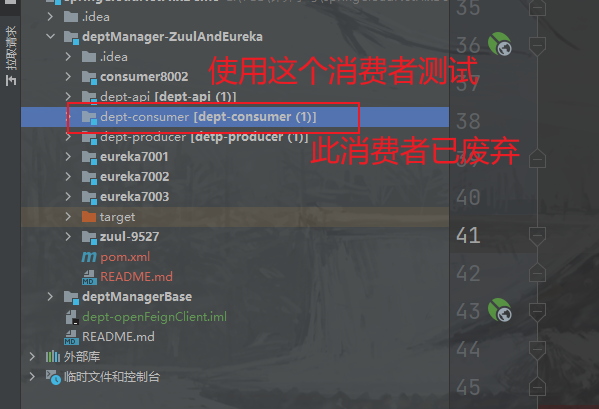 拉取请求
.idea
deptManager-ZuulAndEureka
.idea
consumer8002
使用这个消费者测试
dept-api [dept-api (1)]
dept-consumer [dept-consumer (1)]
dept-producer [detp-producer (1)]
此消费者已废弃
eureka7001
eureka7002
eureka7003
target
zuul-9527
pom.xml
README.md
deptManagerBase
dept-openFeignClient.iml
README.md
外部库
临时文件和控制台
35
36
37
38
40
41
42
43
44
45